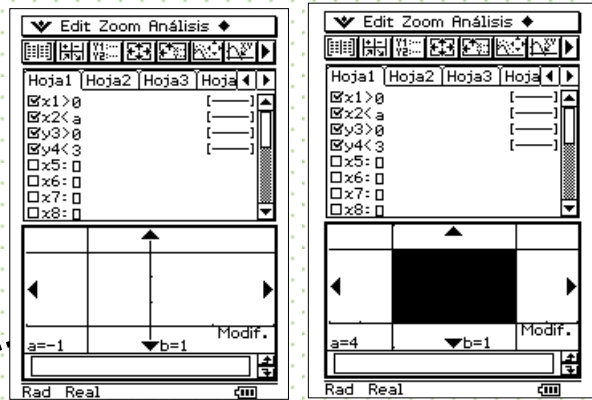 Edit Zoom Análisis ◆
Hoja1 Hoja2 Hoja3 Hoja
x1>0 [——]
x2<a [——]
y3>0 [——]
y4<3 [——]
x5:
x6:
x7:
x8:
Modif.
a=-1 b=1
Rad Real
Edit Zoom Análisis ◆
Hoja1 Hoja2 Hoja3 Hoja
x1>0 [——]
x2<a [——]
y3>0 [——]
y4<3 [——]
x5:
x6:
x7:
x8:
Modif.
a=4 b=1
Rad Real